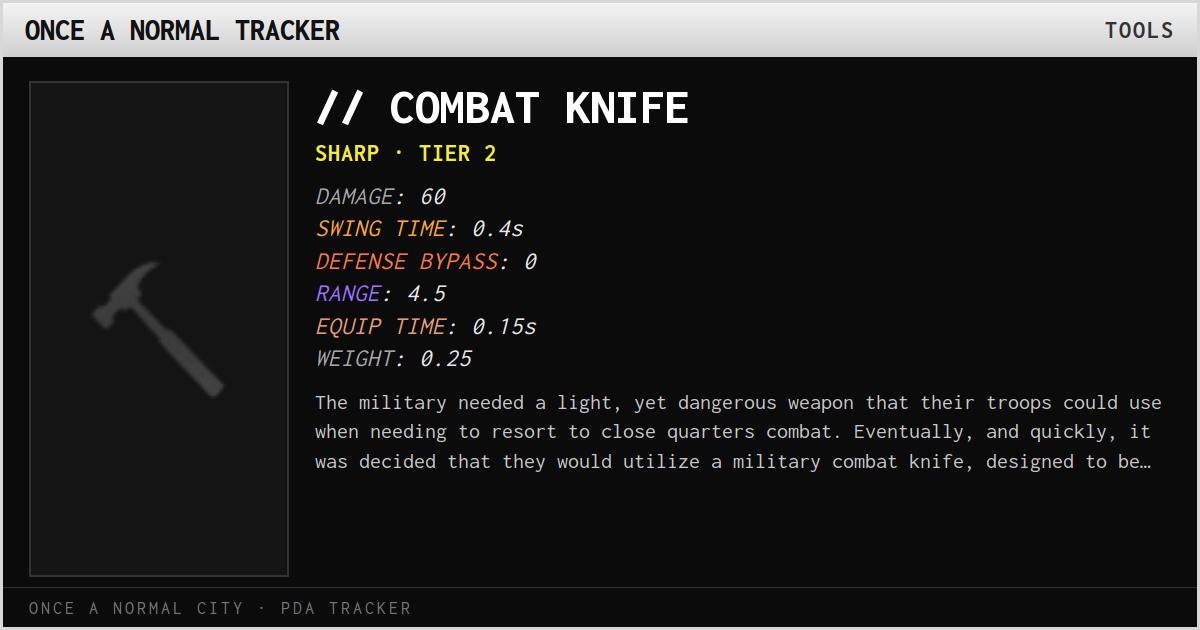 ONCE A NORMAL TRACKER
TOOLS
// COMBAT KNIFE
SHARP · TIER 2
DAMAGE: 60
SWING TIME: 0.4s
DEFENSE BYPASS: 0
RANGE: 4.5
EQUIP TIME: 0.15s
WEIGHT: 0.25
The military needed a light, yet dangerous weapon that their troops could use
when needing to resort to close quarters combat. Eventually, and quickly, it
was decided that they would utilize a military combat knife, designed to be…
ONCE A NORMAL CITY · PDA TRACKER